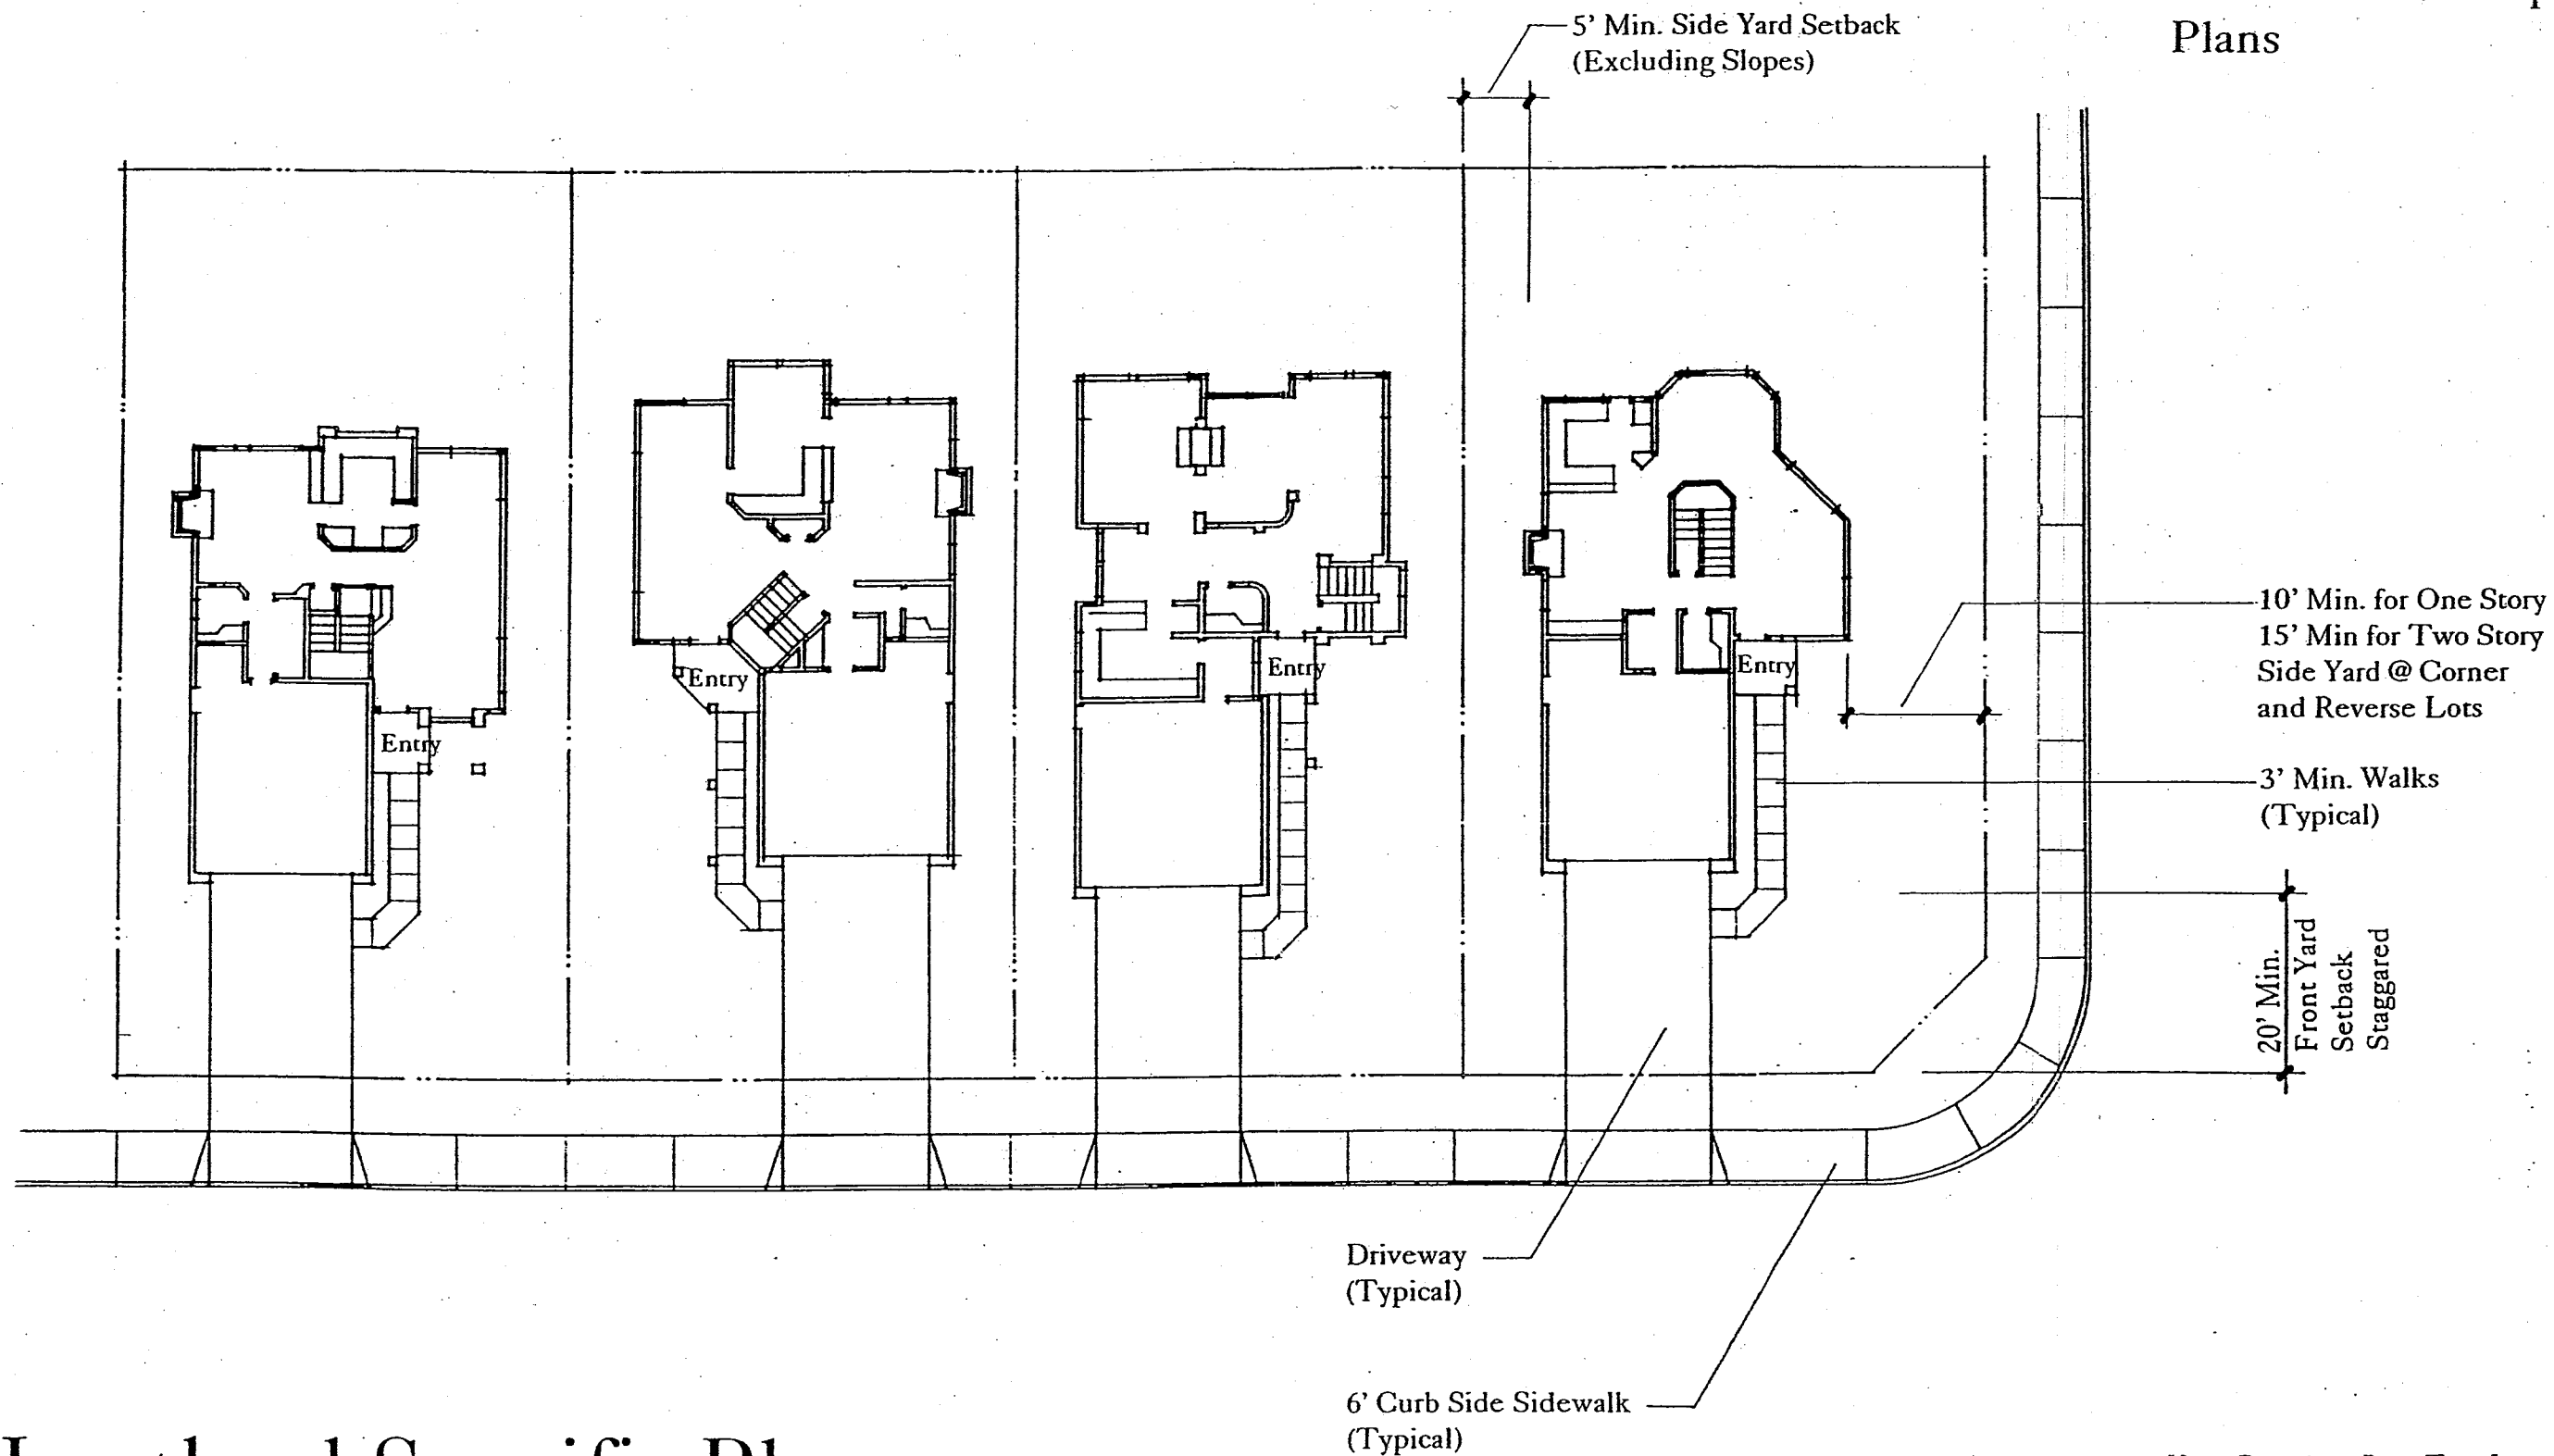 Plans
5' Min. Side Yard Setback
(Excluding Slopes)
Entry
Entry
Entry
Entry
10' Min. for One Story
15' Min for Two Story
Side Yard @ Corner
and Reverse Lots
3' Min. Walks
(Typical)
20' Min.
Front Yard
Setback
Staggared
Driveway
(Typical)
6' Curb Side Sidewalk
(Typical)